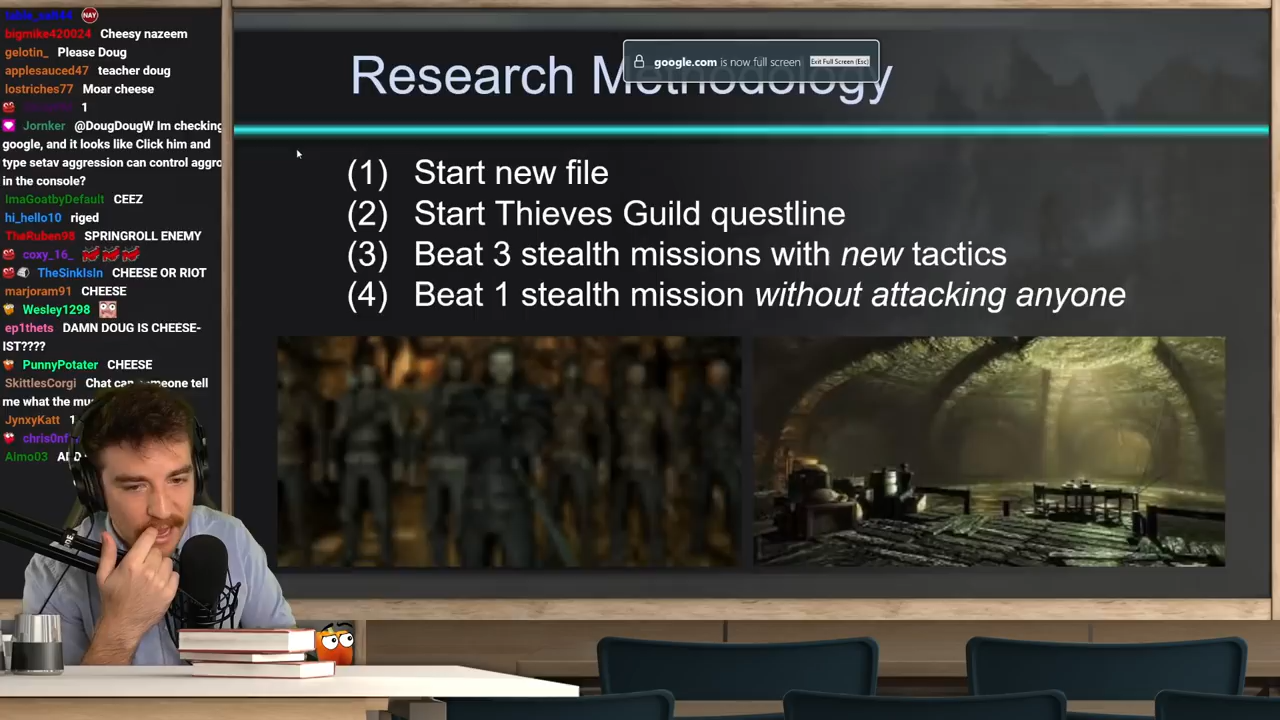 NAY
bigmike420024 Cheesy nazeem
gelotin_ Please Doug
applesauced47 teacher doug
lostriches77 Moar cheese
1
Jornker @DougDougW Im checking
google, and it looks like Click him and
type setav aggression can control aggro
in the console?
ImaGoatbyDefault CEEZ
hi_hello10 riged
TheRuben98 SPRINGROLL ENEMY
coxy_16_
TheSinkIsIn CHEESE OR RIOT
marjoram91 CHEESE
Wesley1298
ep1thets DAMN DOUG IS CHEESE-
IST????
PunnyPotater CHEESE
SkittlesCorgi Chat can someone tell
me what the mu
JynxyKatt 1
chris0nf
Almo03
Research Methodology
google.com is now full screen Exit Full Screen (Esc)
(1) Start new file
(2) Start Thieves Guild questline
(3) Beat 3 stealth missions with new tactics
(4) Beat 1 stealth mission without attacking anyone